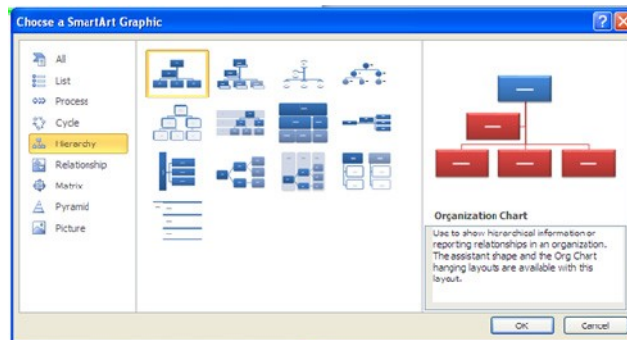 Choose a SmartArt Graphic
All
List
Process
Cycle
Hierarchy
Relationship
Matrix
Pyramid
Picture
Organization Chart
Use to show hierarchical information or
reporting relationships in an organization.
The assistant shape and the Org Chart
hanging layouts are available with this
layout.
OK
Cancel